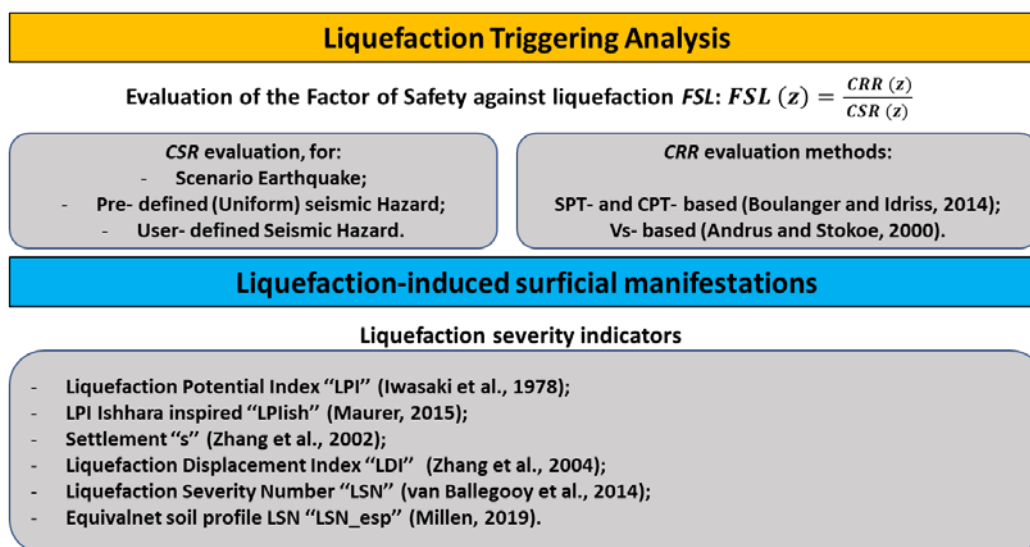 Liquefaction Triggering Analysis
Evaluation of the Factor of Safety against liquefaction FSL: FSL (z) = CRR (z) / CSR (z)
CSR evaluation, for:
- Scenario Earthquake;
- Pre- defined (Uniform) seismic Hazard;
- User- defined Seismic Hazard.
CRR evaluation methods:
SPT- and CPT- based (Boulanger and Idriss, 2014);
Vs- based (Andrus and Stokoe, 2000).
Liquefaction-induced surficial manifestations
Liquefaction severity indicators
- Liquefaction Potential Index “LPI” (Iwasaki et al., 1978);
- LPI Ishhara inspired “LPIish” (Maurer, 2015);
- Settlement “s” (Zhang et al., 2002);
- Liquefaction Displacement Index “LDI” (Zhang et al., 2004);
- Liquefaction Severity Number “LSN” (van Ballegooy et al., 2014);
- Equivalnet soil profile LSN “LSN_esp” (Millen, 2019).